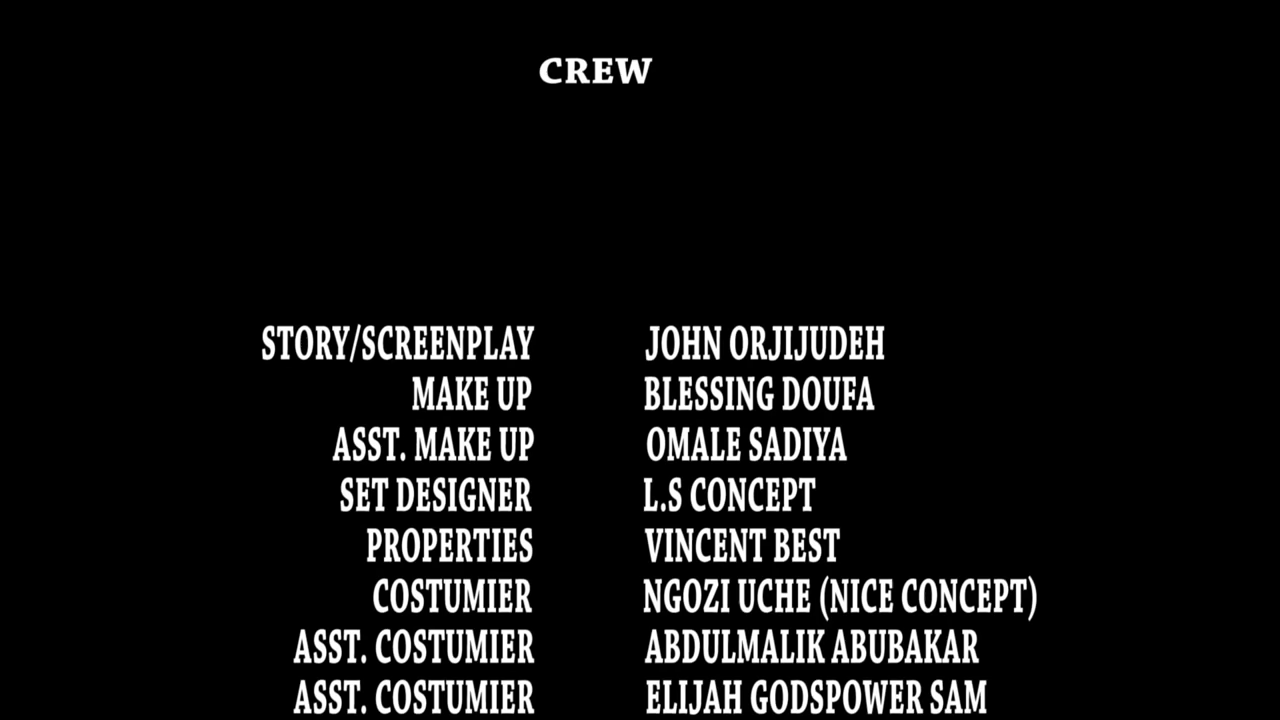 CREW
STORY/SCREENPLAY JOHN ORJIJUDEH
MAKE UP BLESSING DOUFA
ASST. MAKE UP OMALE SADIYA
SET DESIGNER L.S CONCEPT
PROPERTIES VINCENT BEST
COSTUMIER NGOZI UCHE (NICE CONCEPT)
ASST. COSTUMIER ABDULMALIK ABUBAKAR
ASST. COSTUMIER ELIJAH GODSPOWER SAM